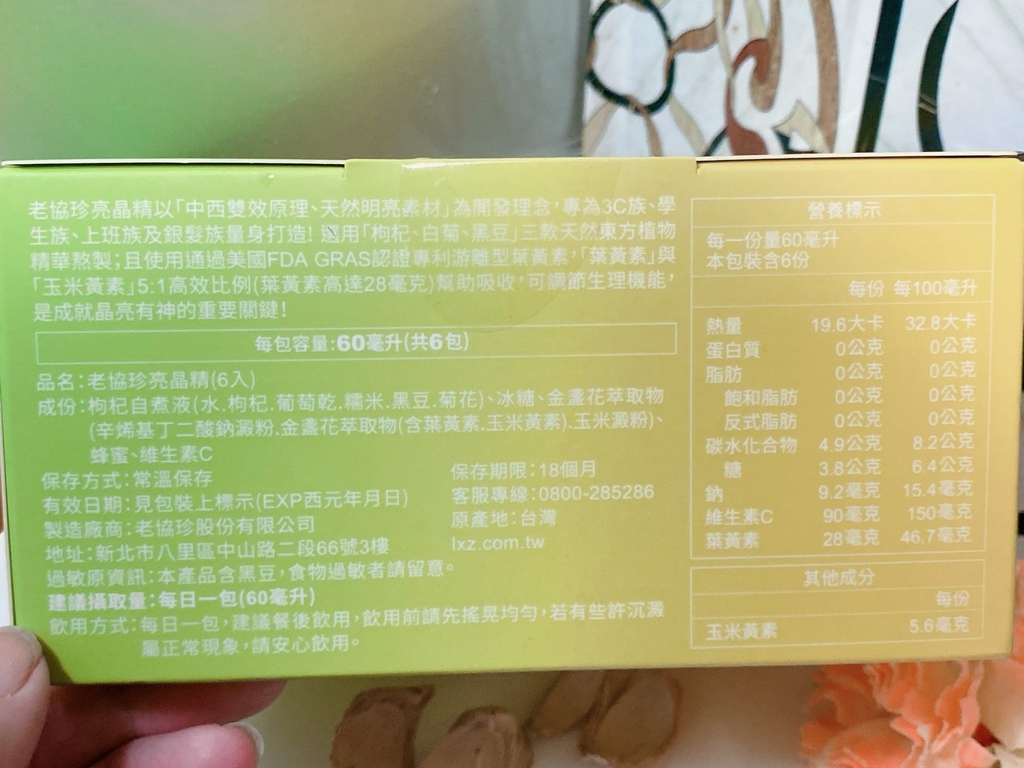 老協珍亮晶精以「中西雙效原理、天然明亮素材」為開發理念，專為3C族、學
生族、上班族及銀髮族量身打造！選用「枸杞、白菊、黑豆」三款天然東方植物
精華熬製；且使用通過美國FDA GRAS認證專利游離型葉黃素，「葉黃素」與
「玉米黃素」5:1高效比例(葉黃素高達28毫克)幫助吸收，可調節生理機能，
是成就晶亮有神的重要關鍵！
每包容量:60毫升(共6包)
品名：老協珍亮晶精(6入)
成份：枸杞自煮液(水.枸杞.葡萄乾.糯米.黑豆.菊花)、冰糖、金盞花萃取物
(辛烯基丁二酸鈉澱粉.金盞花萃取物(含葉黃素.玉米黃素).玉米澱粉)、
蜂蜜、維生素C
保存方式：常溫保存
保存期限：18個月
有效日期：見包裝上標示(EXP西元年月日)
客服專線：0800-285286
製造廠商：老協珍股份有限公司
原產地：台灣
地址：新北市八里區中山路二段66號3樓
lxz.com.tw
過敏原資訊：本產品含黑豆，食物過敏者請留意。
建議攝取量：每日一包(60毫升)
飲用方式：每日一包，建議餐後飲用，飲用前請先搖晃均勻，若有些許沉澱
屬正常現象，請安心飲用。
營養標示
每一份量60毫升
本包裝含6份
每份 每100毫升
熱量 19.6大卡 32.8大卡
蛋白質 0公克 0公克
脂肪 0公克 0公克
飽和脂肪 0公克 0公克
反式脂肪 0公克 0公克
碳水化合物 4.9公克 8.2公克
糖 3.8公克 6.4公克
鈉 9.2毫克 15.4毫克
維生素C 90毫克 150毫克
葉黃素 28毫克 46.7毫克
其他成分
每份
玉米黃素 5.6毫克